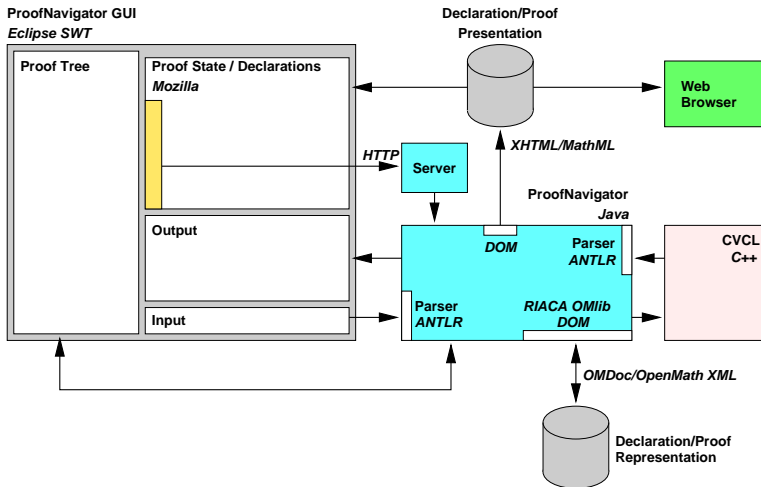 ProofNavigator GUI
Eclipse SWT
Proof Tree
Proof State / Declarations
Mozilla
Output
Input
Declaration/Proof
Presentation
Web
Browser
HTTP
Server
XHTML/MathML
ProofNavigator
Java
DOM
Parser
ANTLR
CVCL
C++
Parser
ANTLR
RIACA OMlib
DOM
OMDoc/OpenMath XML
Declaration/Proof
Representation